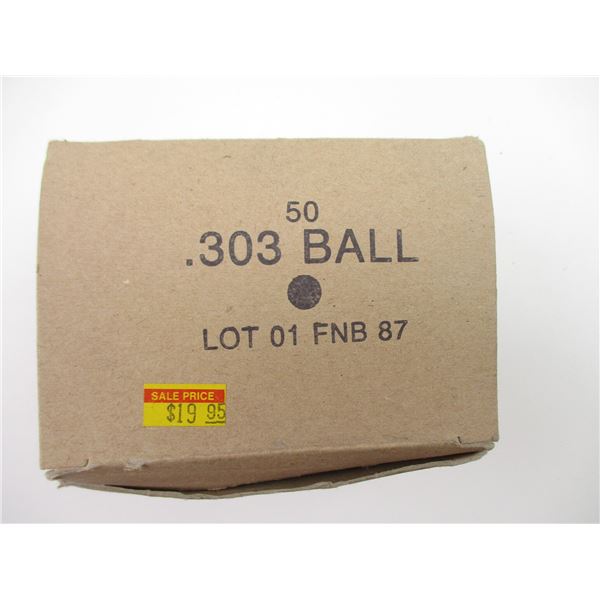 50
.303 BALL
LOT 01 FNB 87
SALE PRICE
$19 95